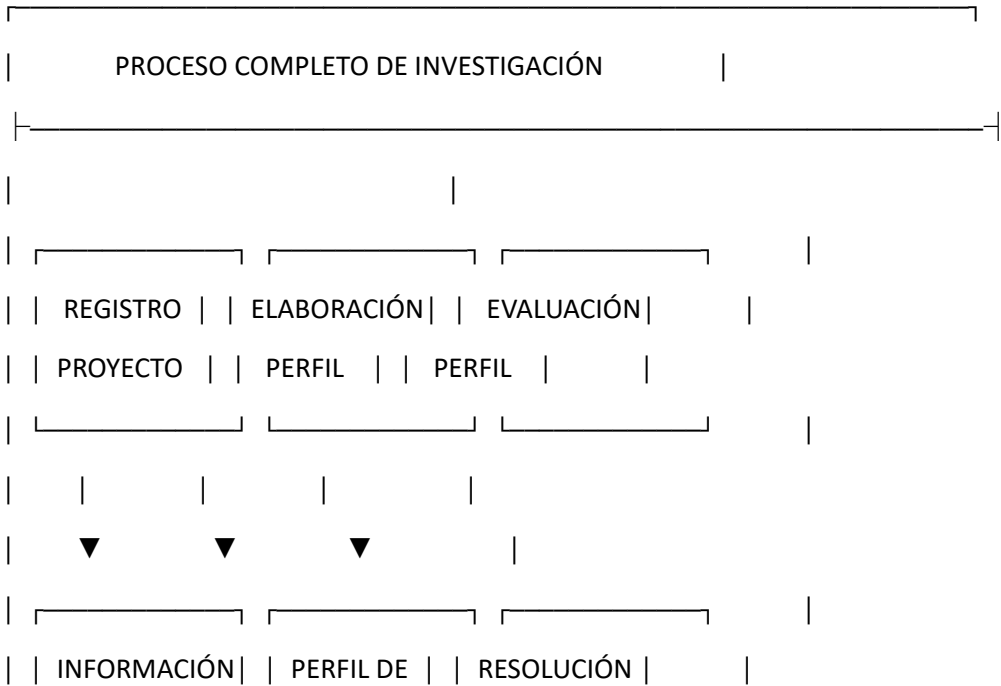 PROCESO COMPLETO DE INVESTIGACIÓN
REGISTRO ELABORACIÓN EVALUACIÓN
PROYECTO PERFIL PERFIL
INFORMACIÓN PERFIL DE RESOLUCIÓN